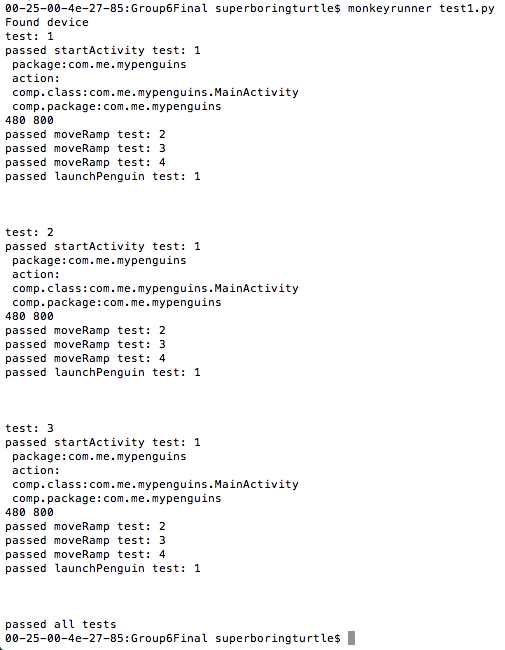 00-25-00-4e-27-85:Group6Final superboringturtle$ monkeyrunner test1.py
Found device
test: 1
passed startActivity test: 1
 package:com.me.mypenguins
 action:
 comp.class:com.me.mypenguins.MainActivity
 comp.package:com.me.mypenguins
480 800
passed moveRamp test: 2
passed moveRamp test: 3
passed moveRamp test: 4
passed launchPenguin test: 1
test: 2
passed startActivity test: 1
 package:com.me.mypenguins
 action:
 comp.class:com.me.mypenguins.MainActivity
 comp.package:com.me.mypenguins
480 800
passed moveRamp test: 2
passed moveRamp test: 3
passed moveRamp test: 4
passed launchPenguin test: 1
test: 3
passed startActivity test: 1
 package:com.me.mypenguins
 action:
 comp.class:com.me.mypenguins.MainActivity
 comp.package:com.me.mypenguins
480 800
passed moveRamp test: 2
passed moveRamp test: 3
passed moveRamp test: 4
passed launchPenguin test: 1
passed all tests
00-25-00-4e-27-85:Group6Final superboringturtle$